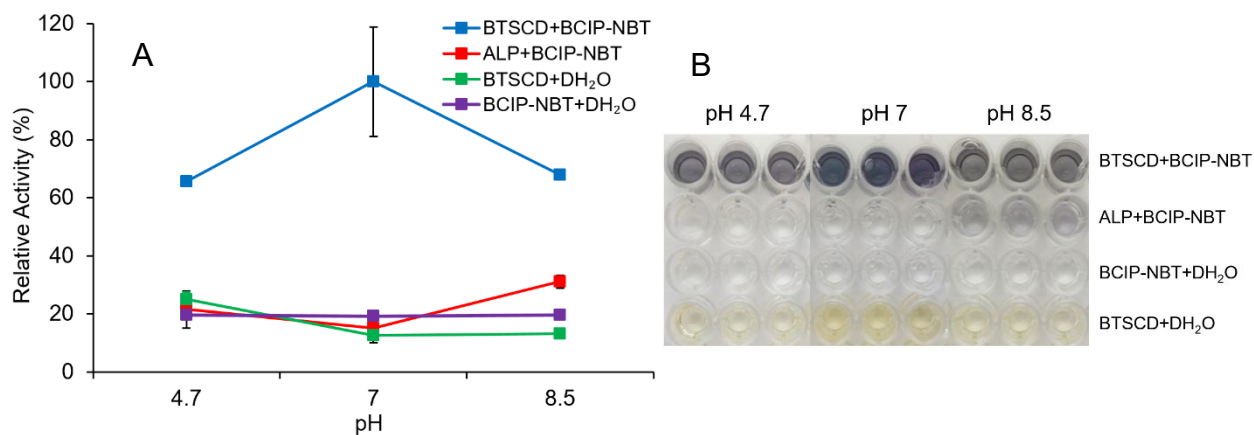 A
120
100
80
60
40
20
0
Relative Activity (%)
4.7 7 8.5
pH
BTSCD+BCIP-NBT
ALP+BCIP-NBT
BTSCD+DH₂O
BCIP-NBT+DH₂O
B
pH 4.7 pH 7 pH 8.5
BTSCD+BCIP-NBT
ALP+BCIP-NBT
BCIP-NBT+DH₂O
BTSCD+DH₂O